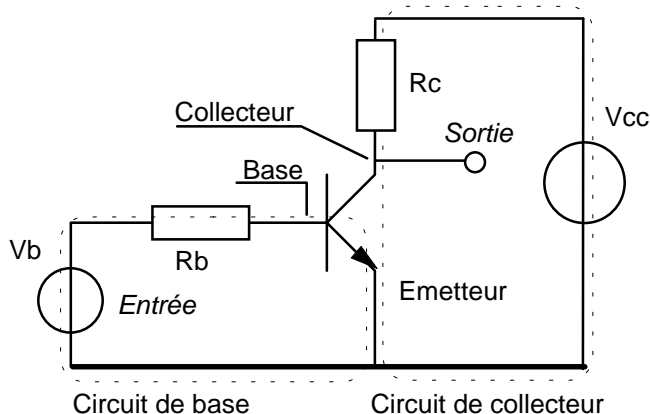 Rc
Collecteur
Sortie
Vcc
Base
Vb
Rb
Entrée
Emetteur
Circuit de base
Circuit de collecteur